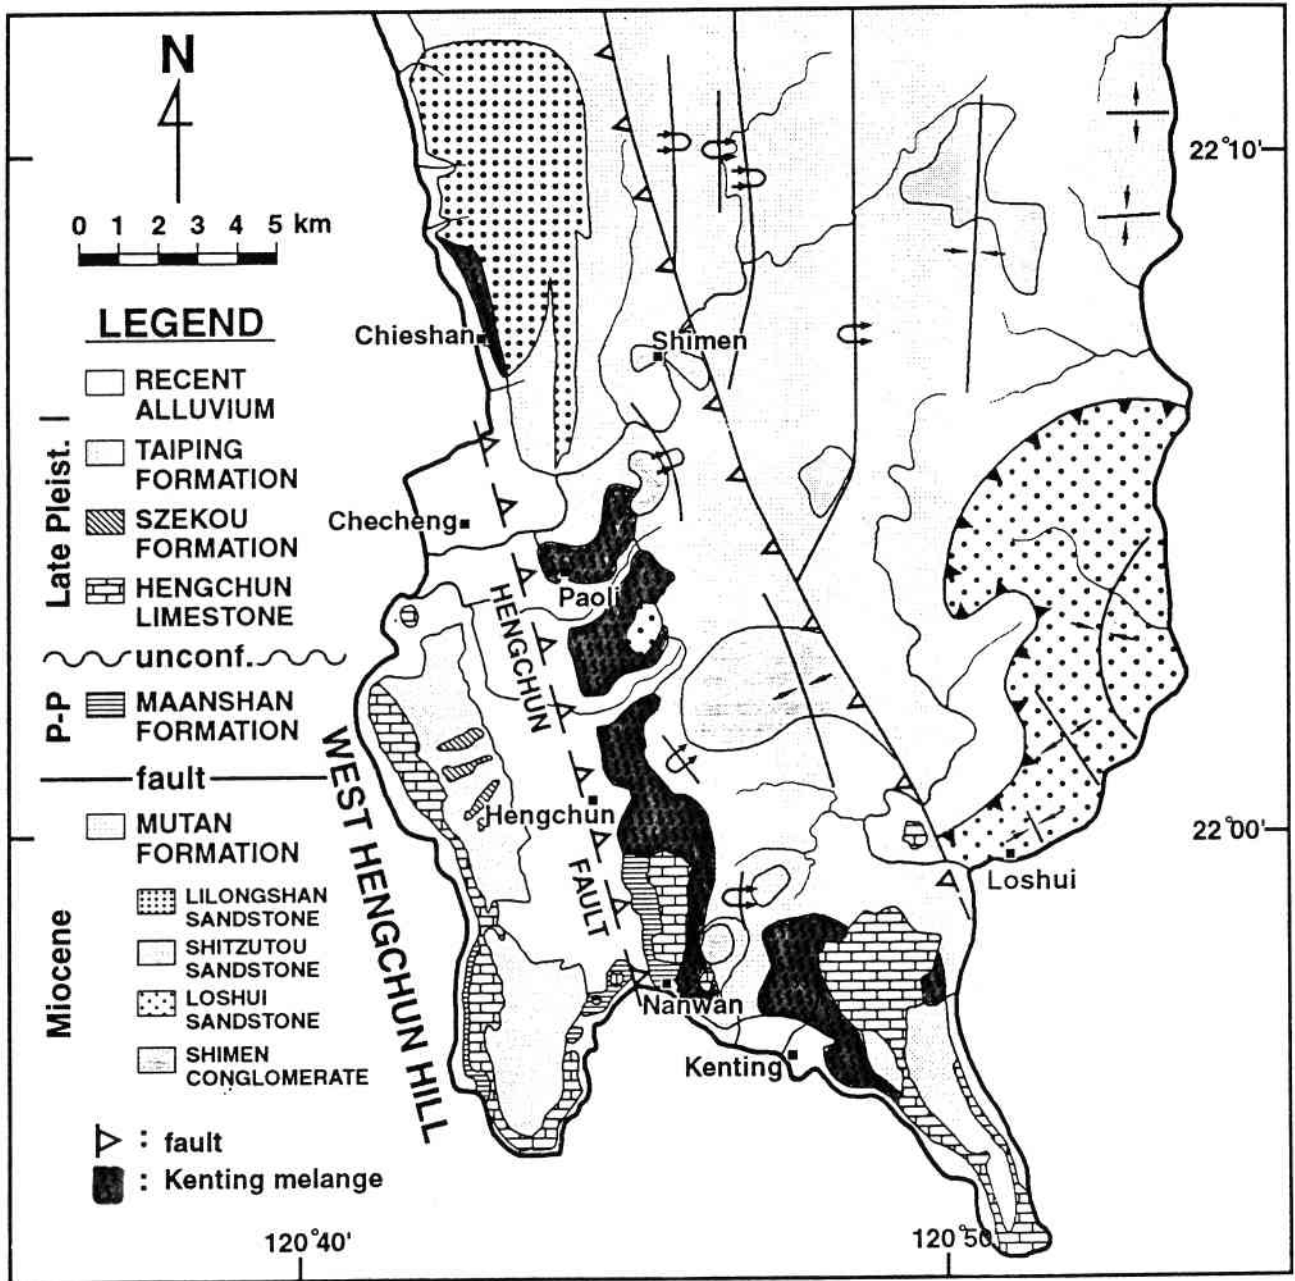 N
0 1 2 3 4 5 km
LEGEND
RECENT
ALLUVIUM
Late Pleist.
TAIPING
FORMATION
SZEKOU
FORMATION
HENGCHUN
LIMESTONE
unconf.
P-P
MAANSHAN
FORMATION
fault
Miocene
MUTAN
FORMATION
LILONGSHAN
SANDSTONE
SHITZUTOU
SANDSTONE
LOSHUI
SANDSTONE
SHIMEN
CONGLOMERATE
: fault
: Kenting melange
22°10'
Chieshan
Shimen
Checheng
Paoli
HENGCHUN
FAULT
WEST HENGCHUN HILL
Hengchun
22°00'
Loshui
Nanwan
Kenting
120°40'
120°50'